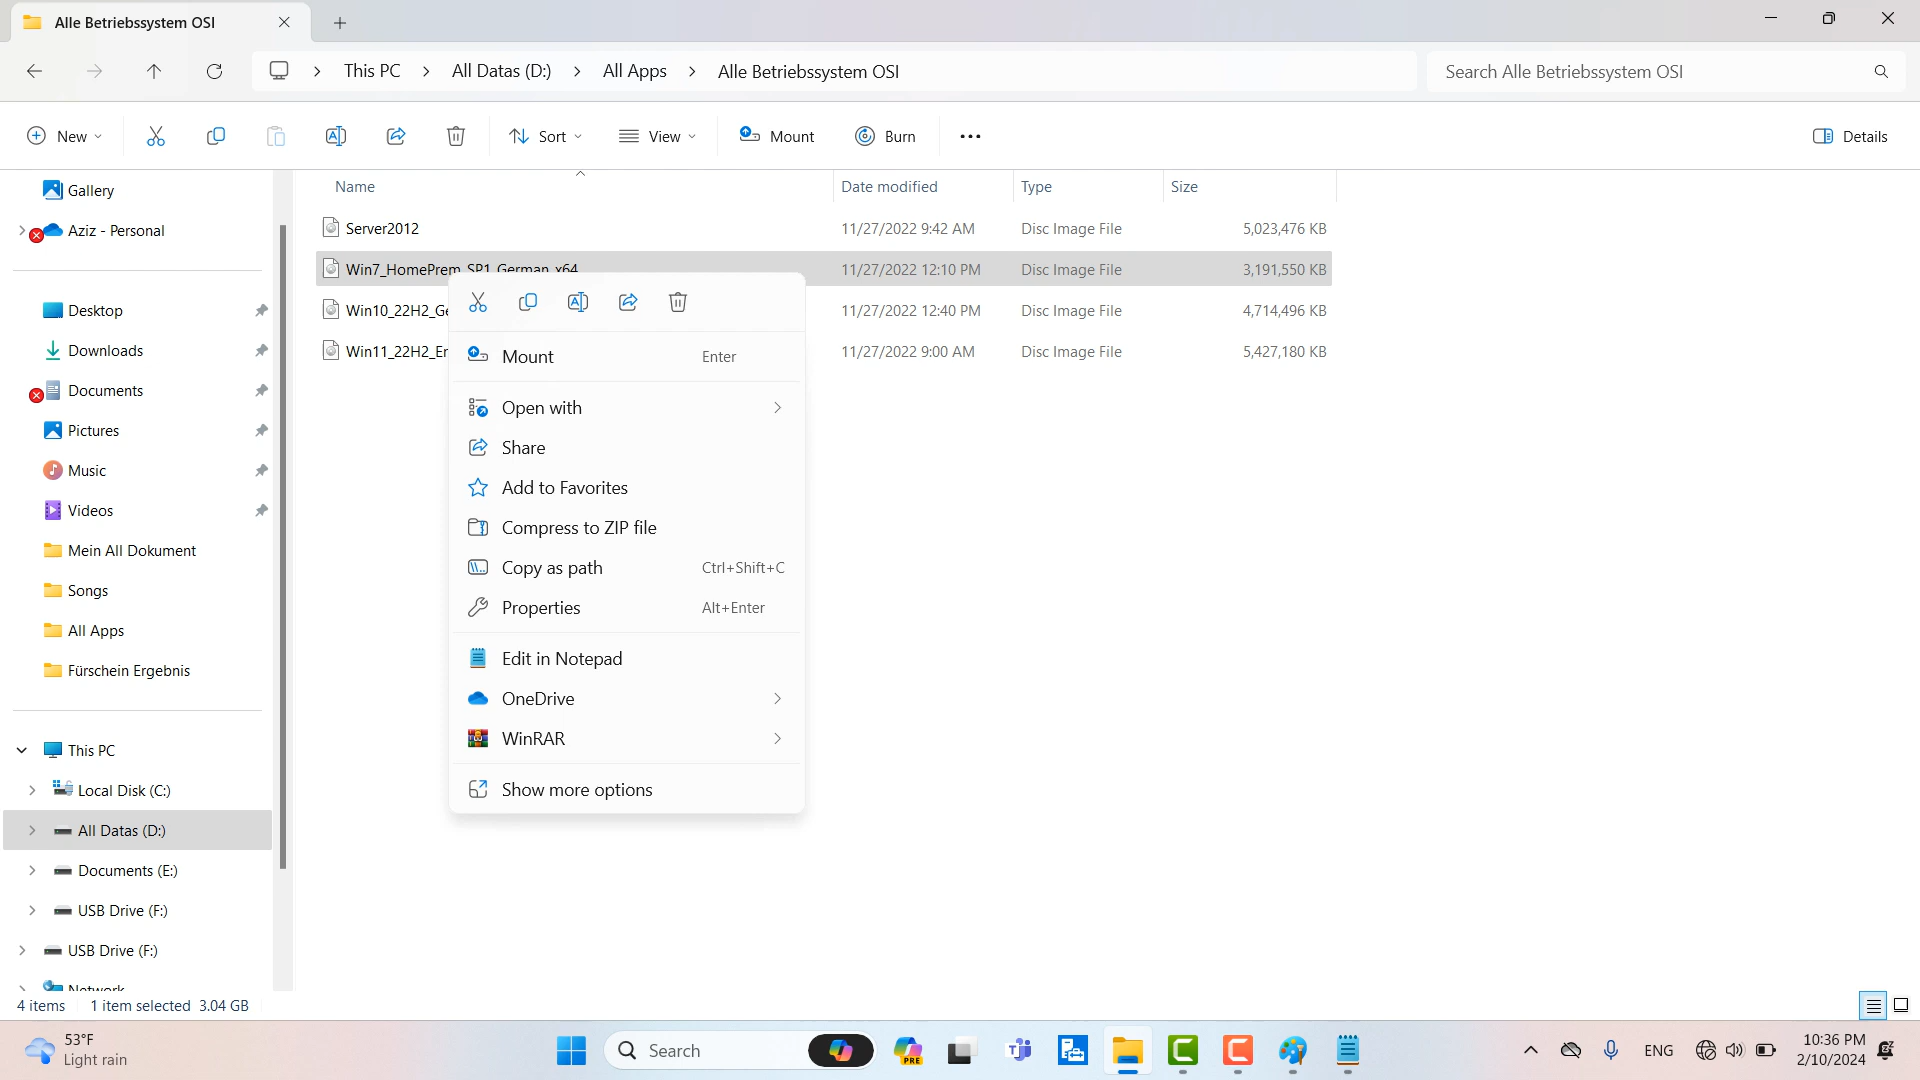 Alle Betriebssystem OSI
This PC > All Datas (D:) > All Apps > Alle Betriebssystem OSI
Search Alle Betriebssystem OSI
New
Sort
View
Mount
Burn
Details
Name
Date modified
Type
Size
Server2012 11/27/2022 9:42 AM Disc Image File 5,023,476 KB
Win7_HomePrem_SP1_German_x64 11/27/2022 12:10 PM Disc Image File 3,191,550 KB
Win10_22H2_Ge 11/27/2022 12:40 PM Disc Image File 4,714,496 KB
Win11_22H2_En 11/27/2022 9:00 AM Disc Image File 5,427,180 KB
Mount Enter
Open with
Share
Add to Favorites
Compress to ZIP file
Copy as path Ctrl+Shift+C
Properties Alt+Enter
Edit in Notepad
OneDrive
WinRAR
Show more options
Gallery
Aziz - Personal
Desktop
Downloads
Documents
Pictures
Music
Videos
Mein All Dokument
Songs
All Apps
Fürschein Ergebnis
This PC
Local Disk (C:)
All Datas (D:)
Documents (E:)
USB Drive (F:)
USB Drive (F:)
Network
4 items 1 item selected 3.04 GB
53°F
Light rain
Search
PRE
ENG
10:36 PM
2/10/2024